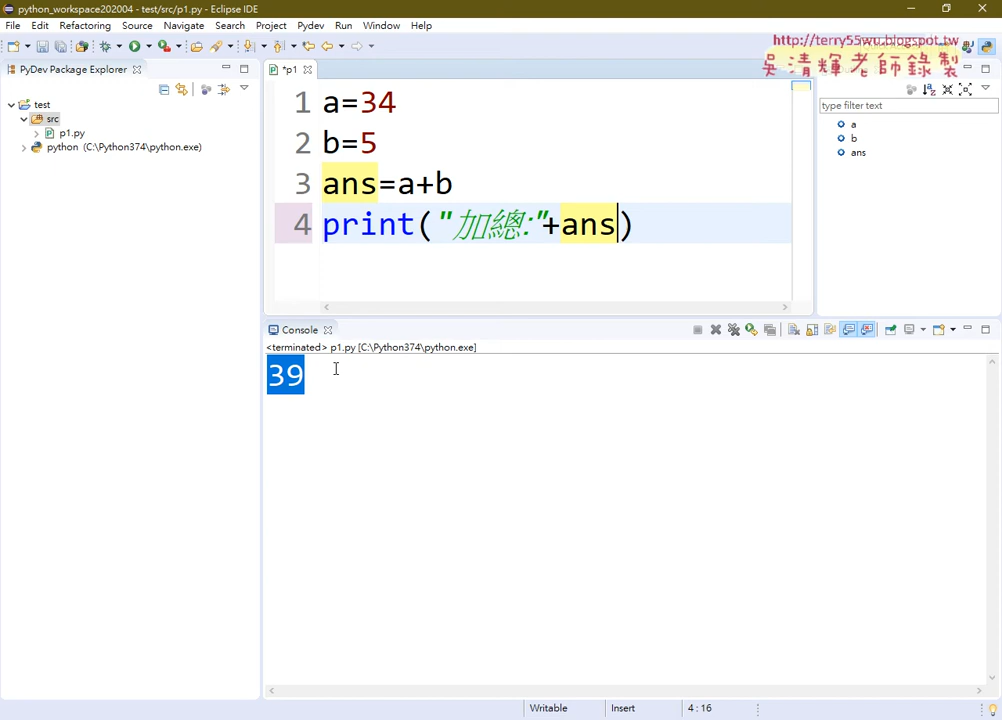 python_workspace202004 - test/src/p1.py - Eclipse IDE
File Edit Refactoring Source Navigate Search Project Pydev Run Window Help
http://terry55wu.blogspot.tw
吳清輝老師錄製
PyDev Package Explorer
*p1
test
src
p1.py
python (C:\Python374\python.exe)
1 a=34
2 b=5
3 ans=a+b
4 print("加總:"+ans)
type filter text
a
b
ans
Console
<terminated> p1.py [C:\Python374\python.exe]
39
Writable Insert 4 : 16